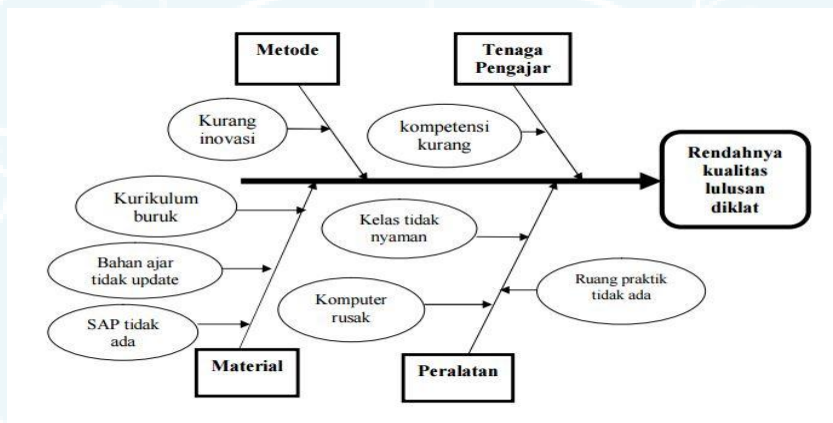 Metode
Tenaga
Pengajar
Kurang
inovasi
kompetensi
kurang
Rendahnya
kualitas
lulusan
diklat
Kurikulum
buruk
Kelas tidak
nyaman
Bahan ajar
tidak update
Ruang praktik
tidak ada
Komputer
rusak
SAP tidak
ada
Material
Peralatan